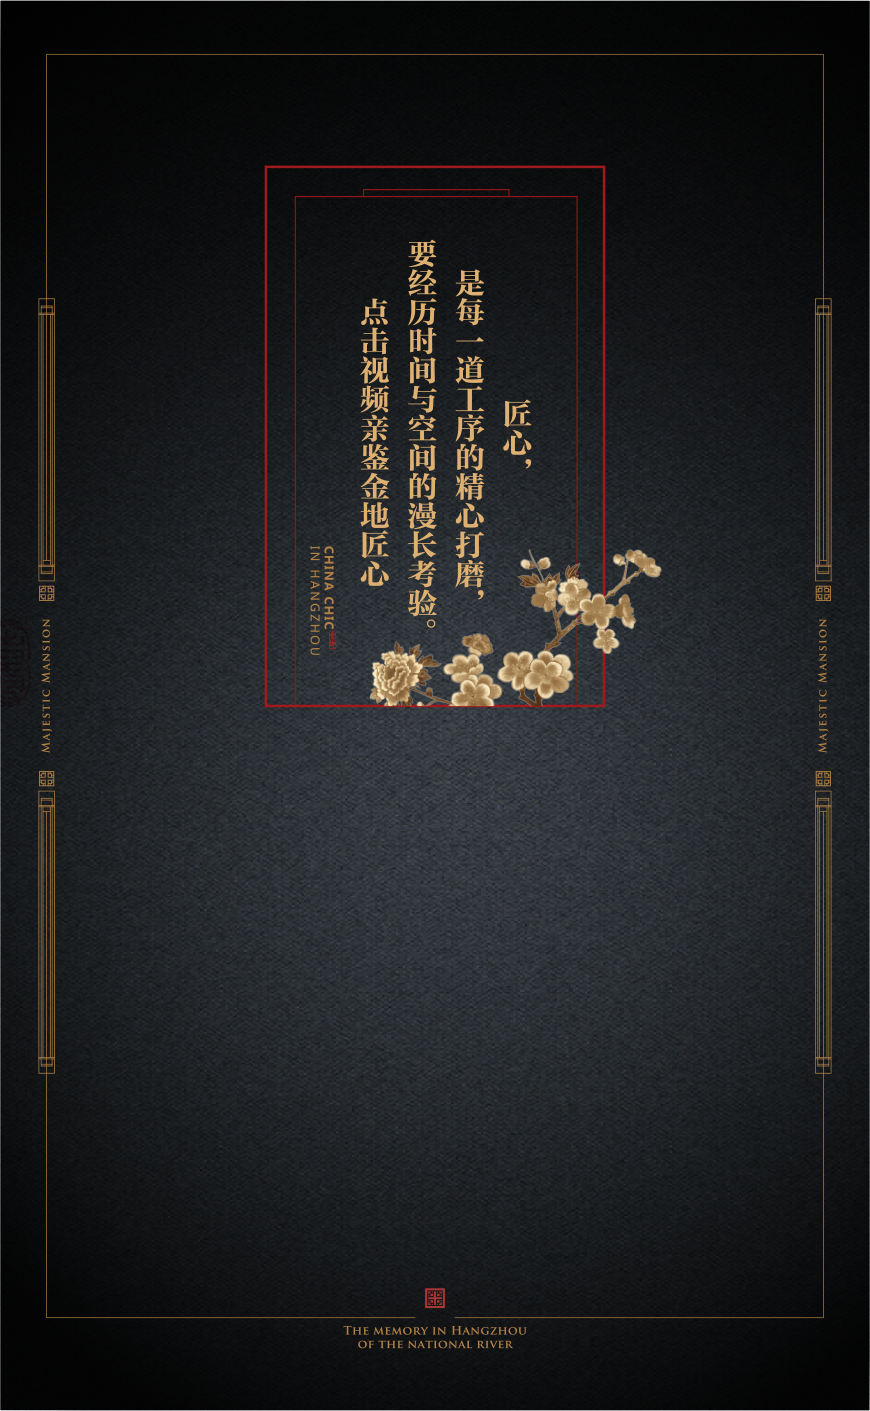 匠心，
是每一道工序的精心打磨，
要经历时间与空间的漫长考验。
点击视频亲鉴金地匠心
CHINA CHIC
IN HANGZHOU
MAJESTIC MANSION
MAJESTIC MANSION
THE MEMORY IN HANGZHOU
OF THE NATIONAL RIVER